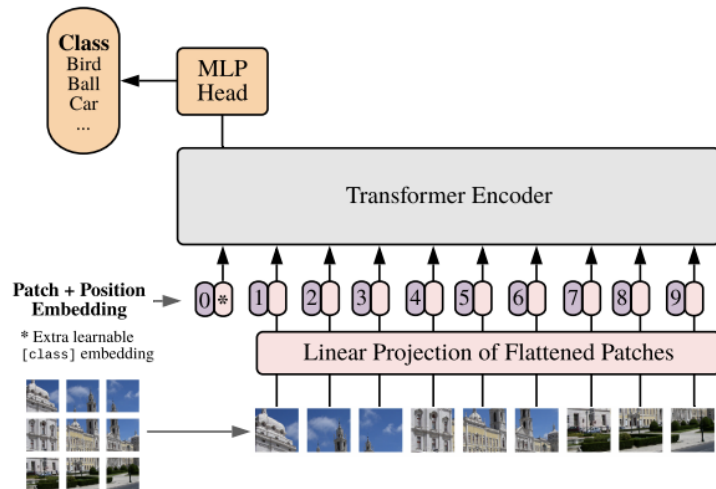 Class
Bird
Ball
Car
...
MLP
Head
Transformer Encoder
Patch + Position
Embedding
0 * 1 2 3 4 5 6 7 8 9
* Extra learnable
[class] embedding
Linear Projection of Flattened Patches